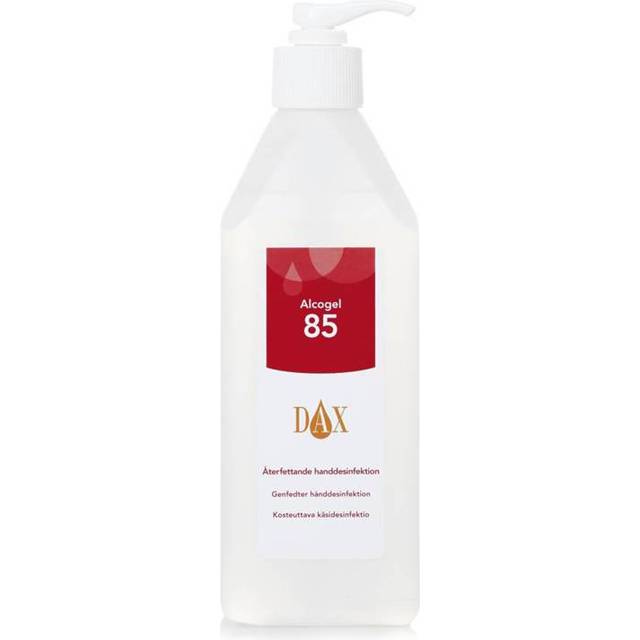 Alcogel
85
DAX
Återfettande handdesinfektion
Genfedter hånddesinfektion
Kosteuttava käsidesinfektio